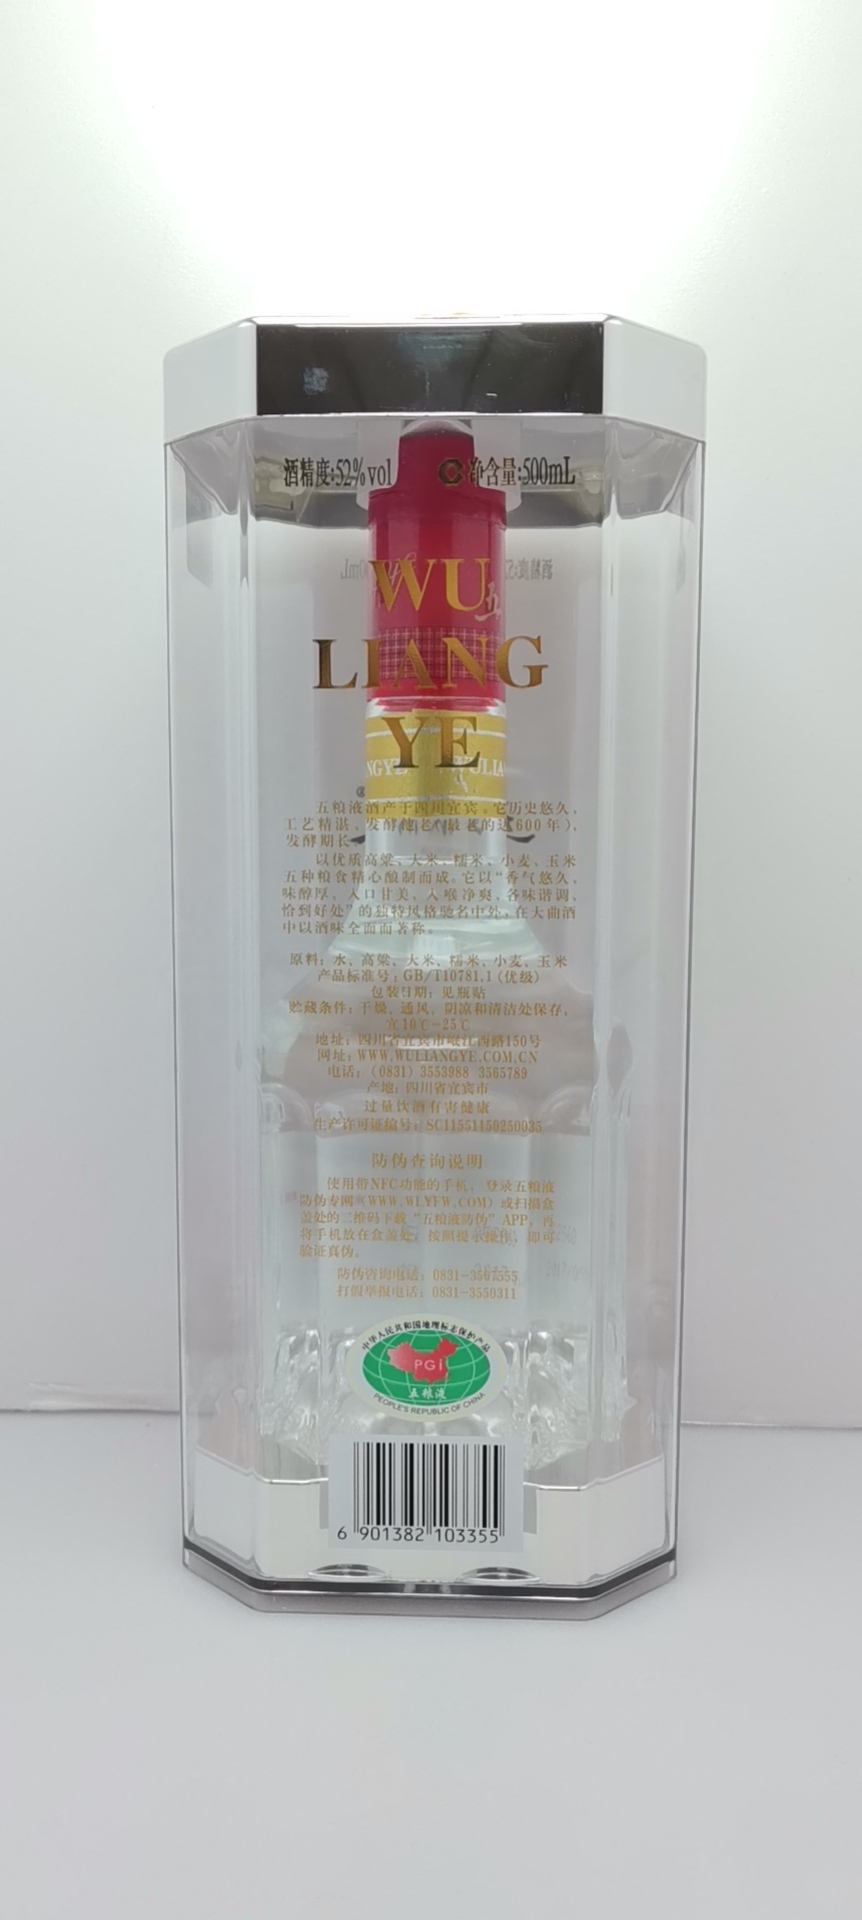 酒精度:52%vol 净含量:500mL
WU
LIANG
YE
五粮液酒产于四川宜宾。它历史悠久、
工艺精湛、发酵池老(最老的达600年)、
发酵期长。
以优质高粱、大米、糯米、小麦、玉米
五种粮食精心酿制而成。它以“香气悠久、
味醇厚、入口甘美、入喉净爽、各味谐调、
恰到好处”的独特风格驰名中外。在大曲酒
中以酒味全面而著称。
原料：水、高粱、大米、糯米、小麦、玉米
产品标准号：GB/T10781.1(优级)
包装日期：见瓶贴
贮藏条件：干燥、通风、阴凉和清洁处保存，
宜10℃-25℃
地址：四川省宜宾市岷江西路150号
网址：WWW.WULIANGYE.COM.CN
电话：(0831) 3553988 3565789
产地：四川省宜宾市
过量饮酒有害健康
生产许可证编号：SC11551150250035
防伪查询说明
使用带NFC功能的手机，登录五粮液
防伪专网(WWW.WLYFW.COM)或扫描盒
盖处的二维码下载“五粮液防伪”APP，再
将手机放在盒盖处，按照提示操作，即可
验证真伪。
防伪咨询电话：0831-3567555
打假举报电话：0831-3550311
中华人民共和国地理标志保护产品
PGI
五粮液
PEOPLE'S REPUBLIC OF CHINA
6 901382 103355